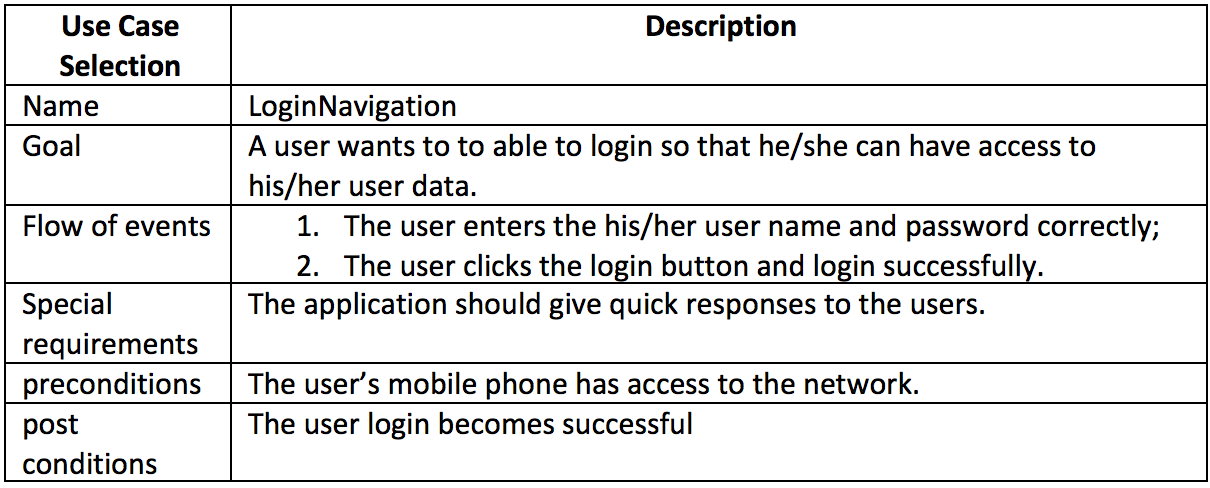 Use Case Description
Selection
Name LoginNavigation
Goal A user wants to to able to login so that he/she can have access to
his/her user data.
Flow of events 1. The user enters the his/her user name and password correctly;
2. The user clicks the login button and login successfully.
Special The application should give quick responses to the users.
requirements
preconditions The user’s mobile phone has access to the network.
post The user login becomes successful
conditions